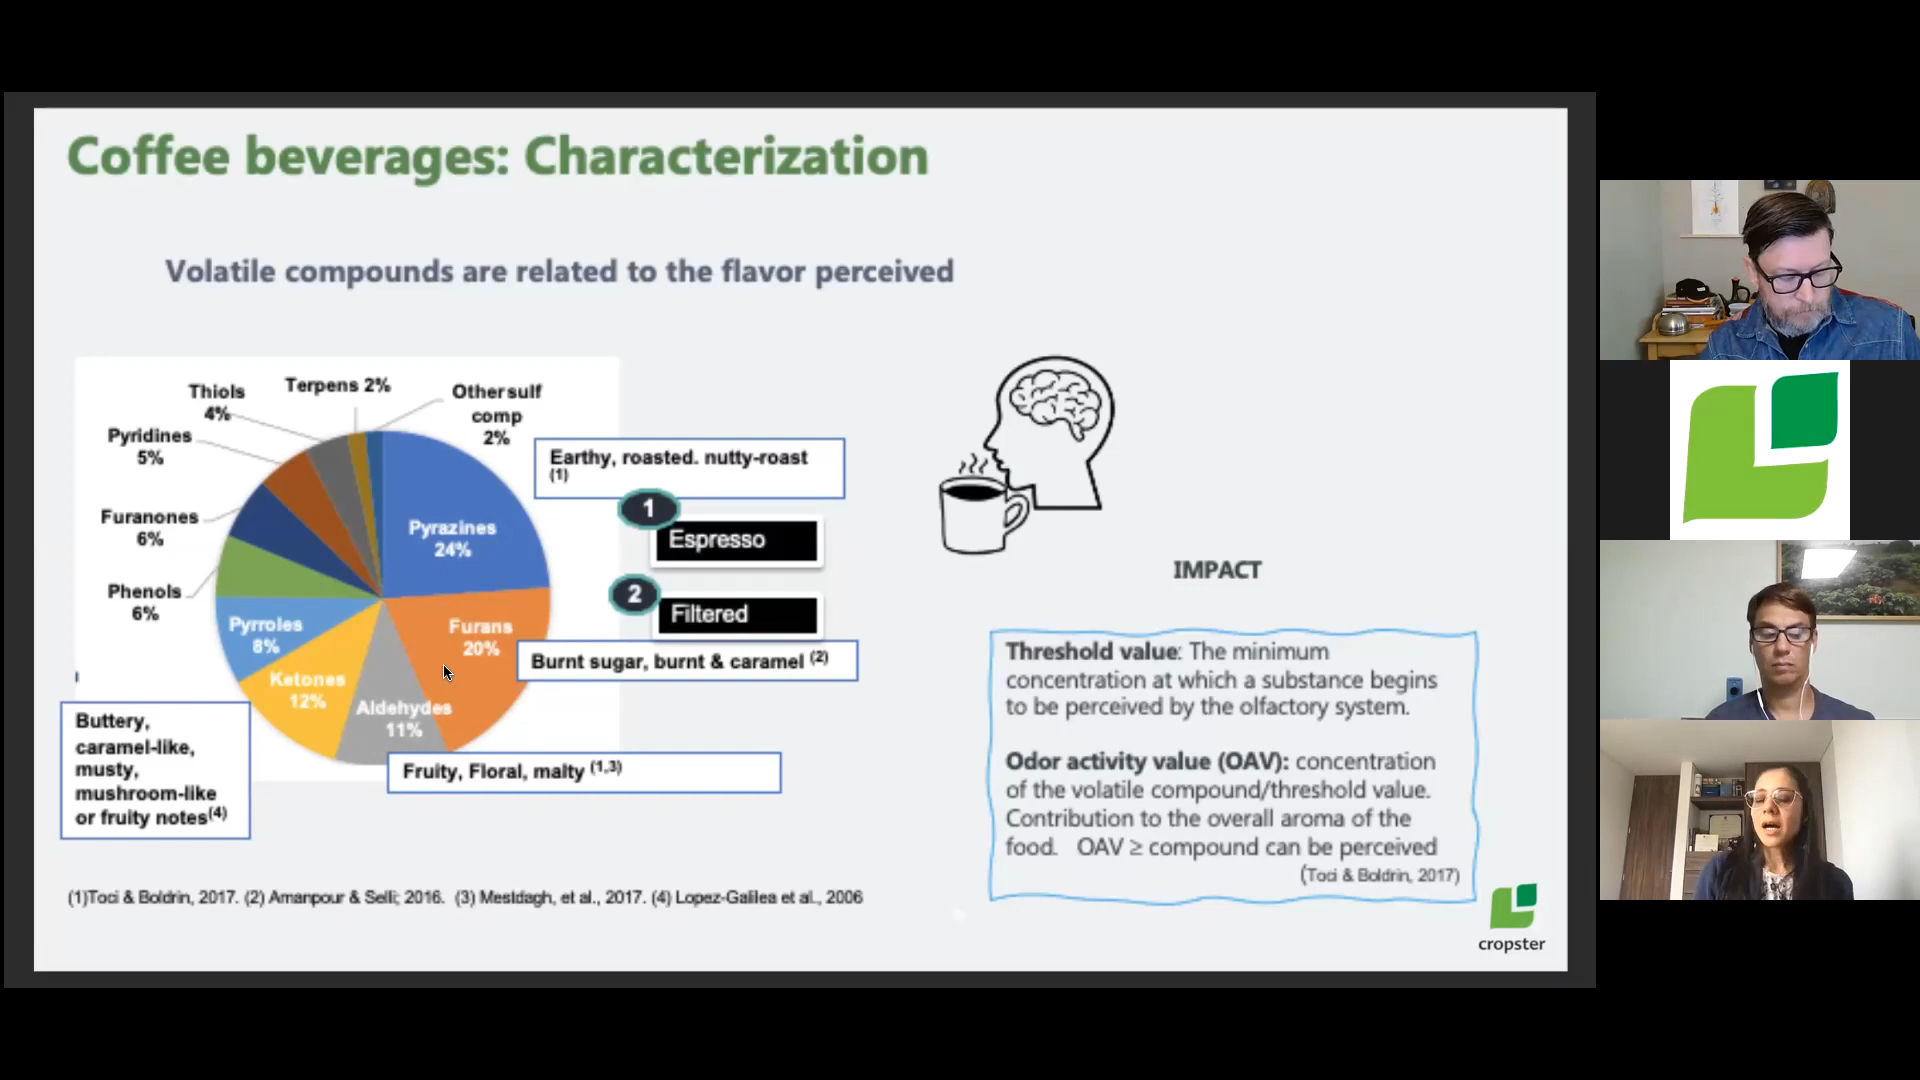 Coffee beverages: Characterization
Volatile compounds are related to the flavor perceived
Thiols
4%
Terpens 2%
Other sulf
comp
2%
Pyridines
5%
Furanones
6%
Phenols
6%
Pyrroles
8%
Ketones
12%
Aldehydes
11%
Furans
20%
Pyrazines
24%
Earthy, roasted. nutty-roast
(1)
1
Espresso
2
Filtered
Burnt sugar, burnt & caramel (2)
Fruity, Floral, malty (1,3)
Buttery,
caramel-like,
musty,
mushroom-like
or fruity notes(4)
IMPACT
Threshold value: The minimum
concentration at which a substance begins
to be perceived by the olfactory system.
Odor activity value (OAV): concentration
of the volatile compound/threshold value.
Contribution to the overall aroma of the
food. OAV ≥ compound can be perceived
(Toci & Boldrin, 2017)
(1)Toci & Boldrin, 2017. (2) Amanpour & Selli; 2016. (3) Mestdagh, et al., 2017. (4) Lopez-Galilea et al., 2006
cropster